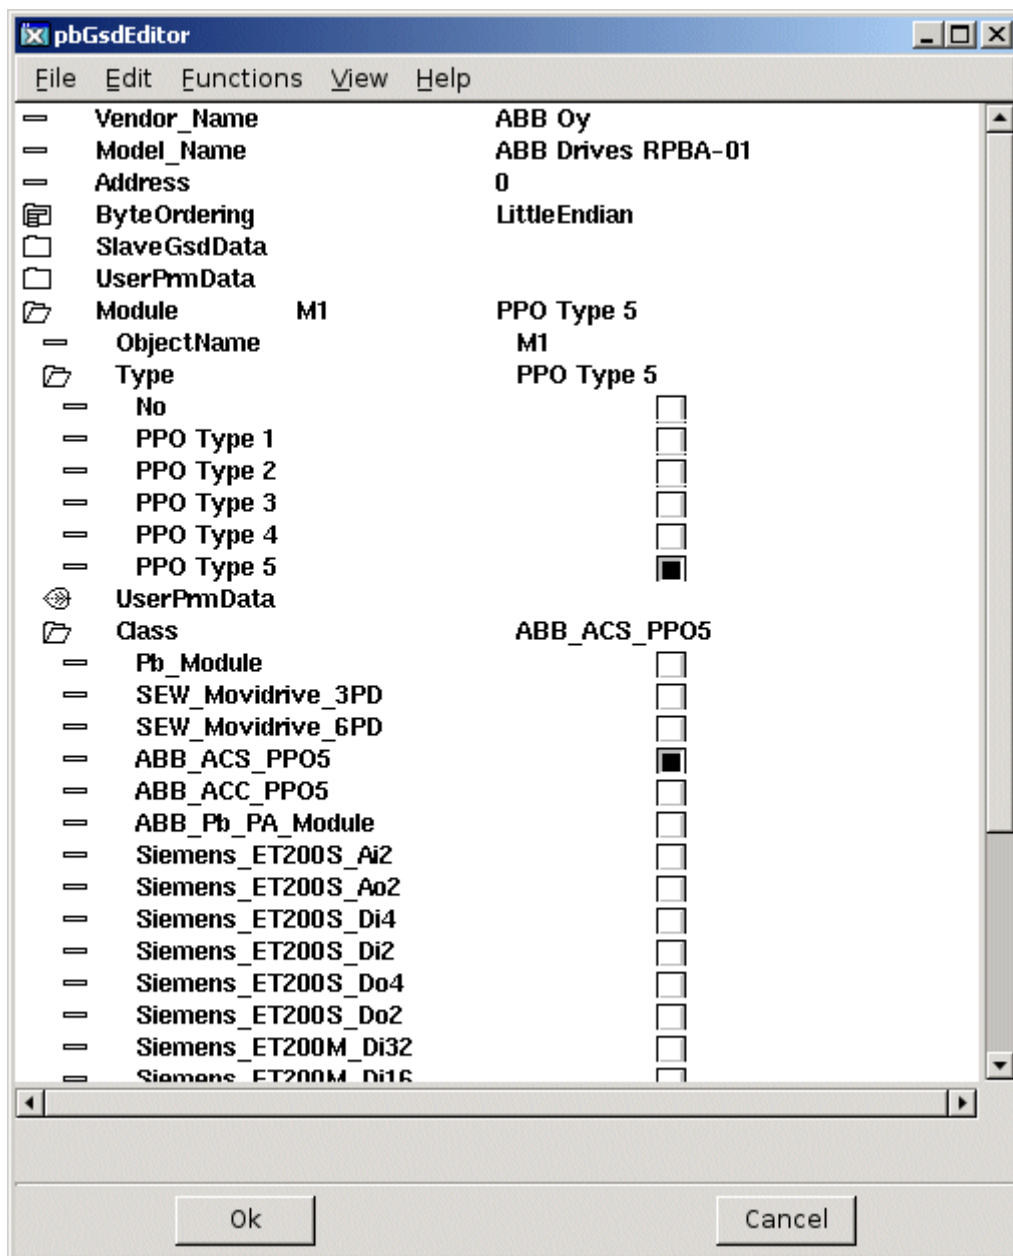 pbGsdEditor
File Edit Functions View Help
Vendor_Name ABB Oy
Model_Name ABB Drives RPBA-01
Address 0
ByteOrdering LittleEndian
SlaveGsdData
UserPrmData
Module M1 PPO Type 5
ObjectName M1
Type PPO Type 5
No
PPO Type 1
PPO Type 2
PPO Type 3
PPO Type 4
PPO Type 5
UserPrmData
Class ABB_ACS_PPO5
Pb_Module
SEW_Movidrive_3PD
SEW_Movidrive_6PD
ABB_ACS_PPO5
ABB_ACC_PPO5
ABB_Pb_PA_Module
Siemens_ET200S_Ai2
Siemens_ET200S_Ao2
Siemens_ET200S_Di4
Siemens_ET200S_Di2
Siemens_ET200S_Do4
Siemens_ET200S_Do2
Siemens_ET200M_Di32
Siemens_ET200M_Di16
Ok Cancel